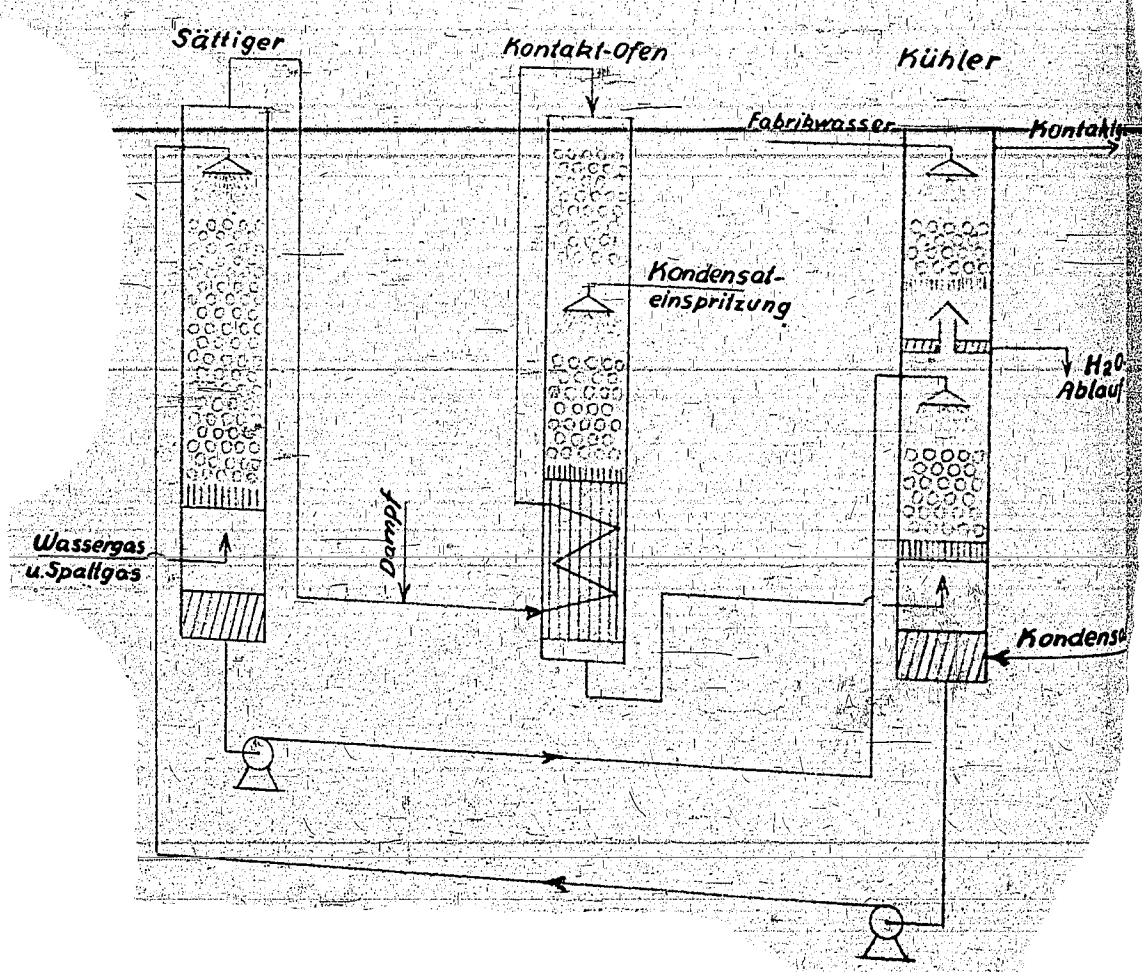 Sättiger
Kontakt-Ofen
Kühler
Fabrikwasser
Kondensat-
einspritzung
H2O
Ablauf
Wassergas
u. Spaltgas
Dampf